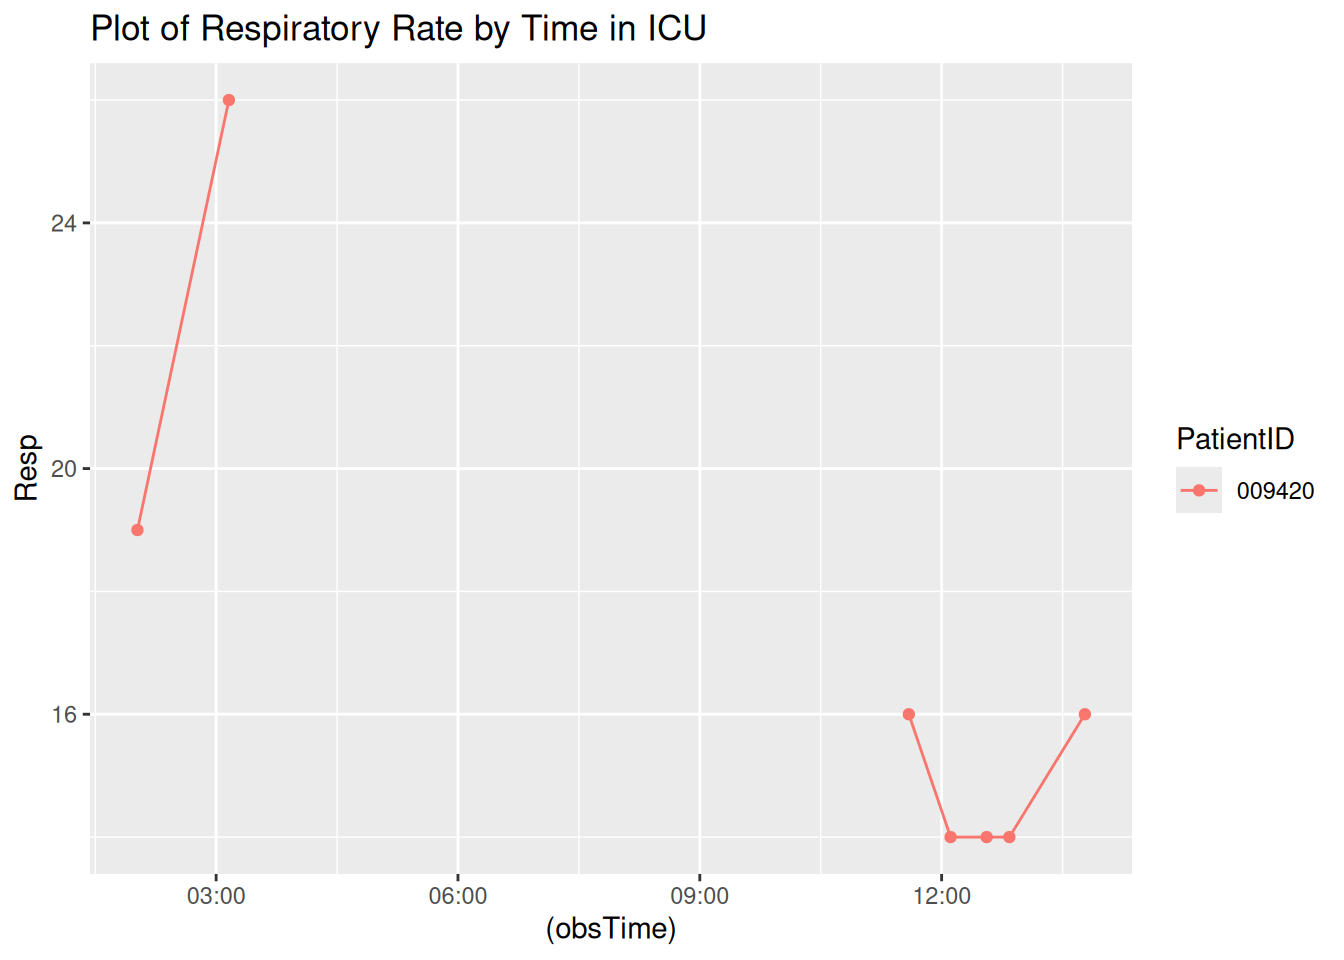 Plot of Respiratory Rate by Time in ICU
24
20
16
Resp
03:00 06:00 09:00 12:00
(obsTime)
PatientID
009420